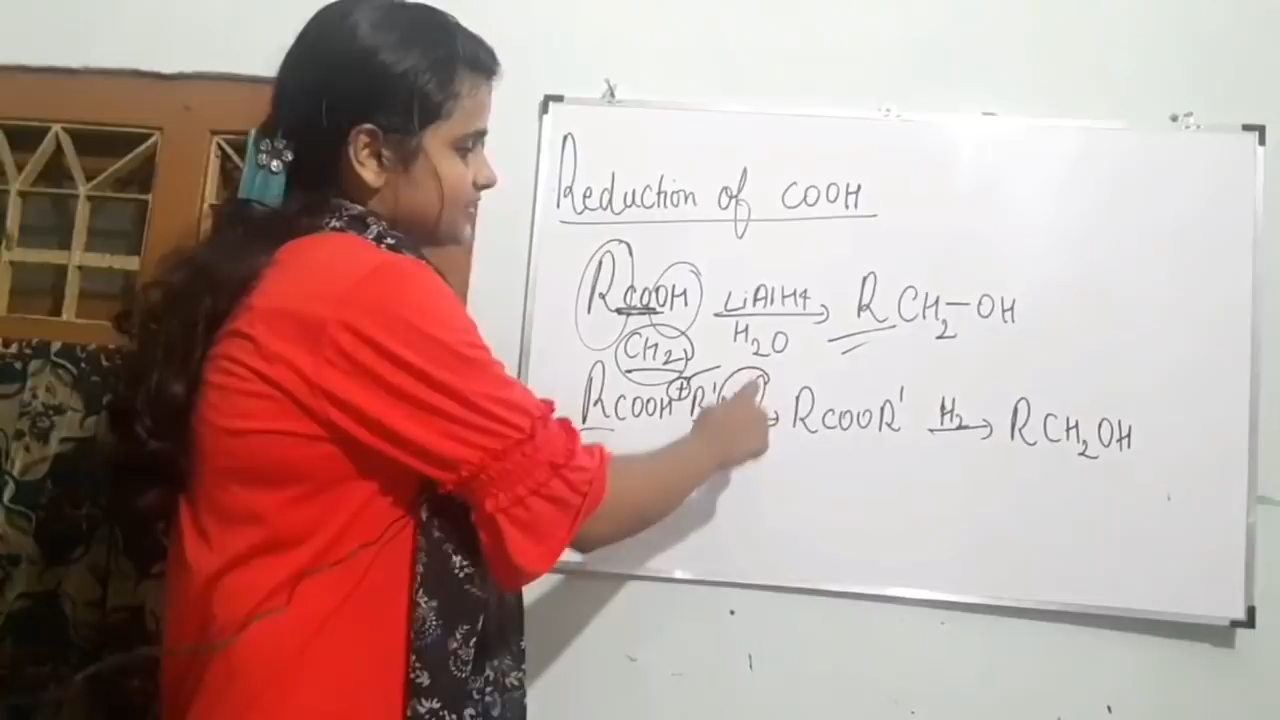 Reduction of COOH
RCOOH LiAlH4 → RCH2-OH
H2O
CH2
RCOOH + R' → RCOOR' H2 → RCH2OH